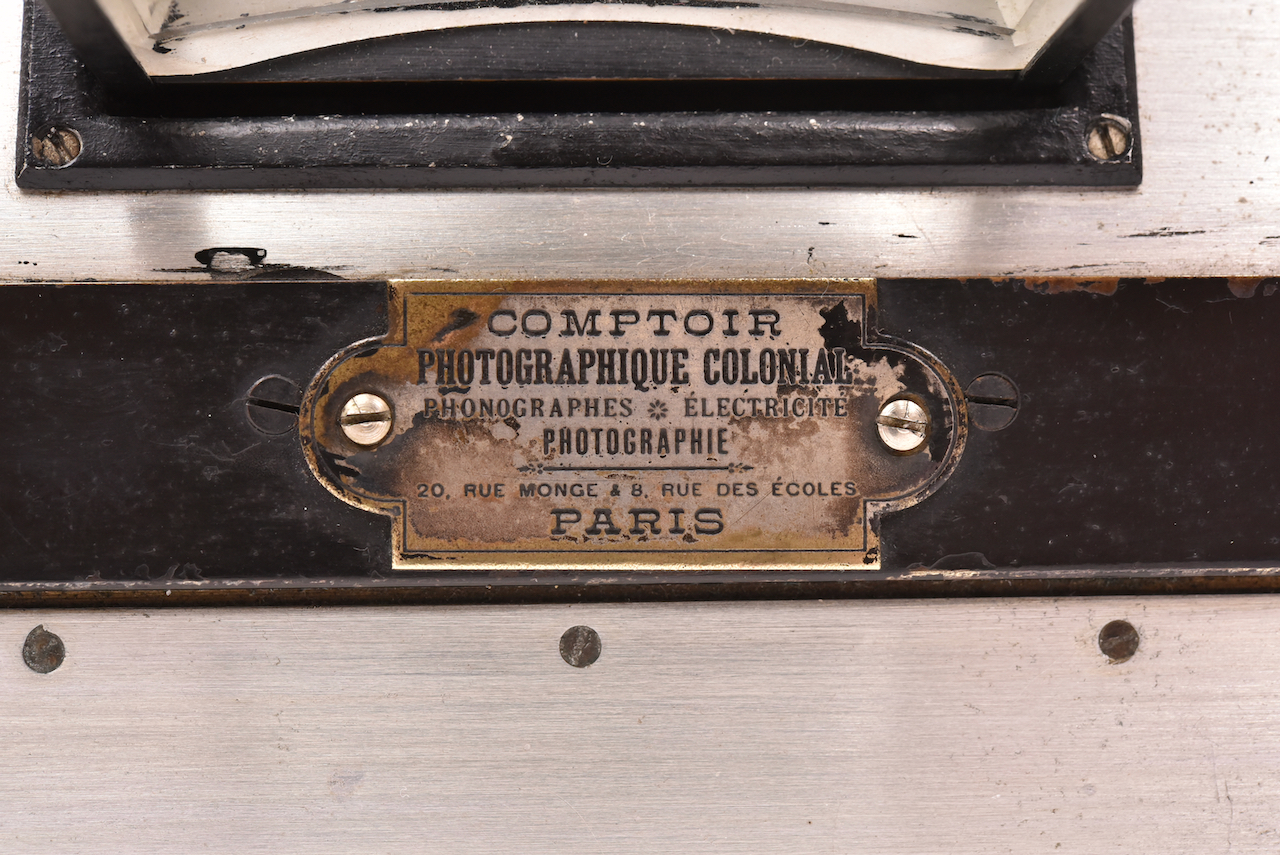 COMPTOIR
PHOTOGRAPHIQUE COLONIAL
PHONOGRAPHES ❋ ÉLECTRICITÉ
PHOTOGRAPHIE
20, RUE MONGE & 8, RUE DES ÉCOLES
PARIS